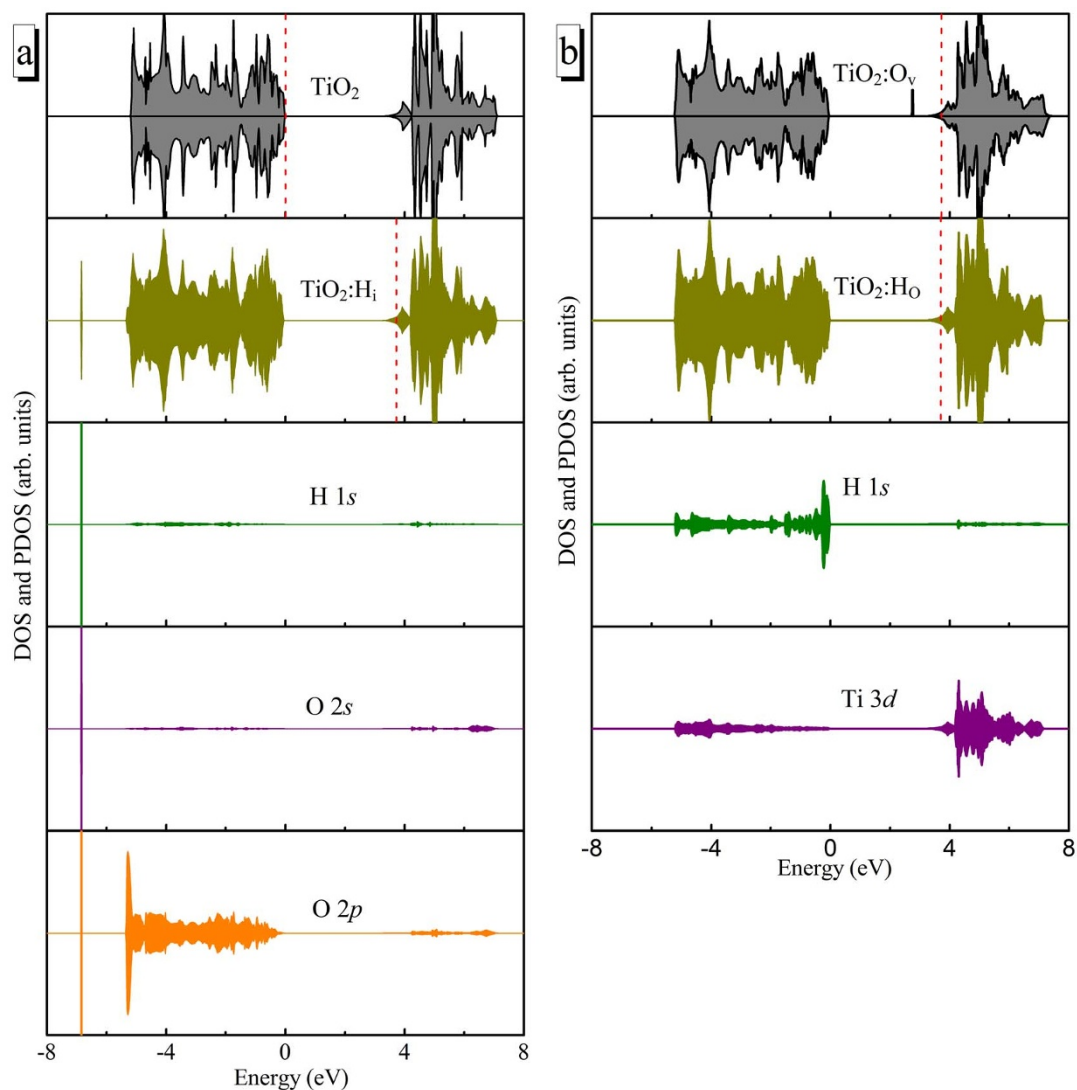 a
TiO₂
TiO₂:Hᵢ
H 1s
O 2s
O 2p
DOS and PDOS (arb. units)
-8 -4 0 4 8
Energy (eV)
b
TiO₂:Oᵥ
TiO₂:H_O
H 1s
Ti 3d
DOS and PDOS (arb. units)
-8 -4 0 4 8
Energy (eV)